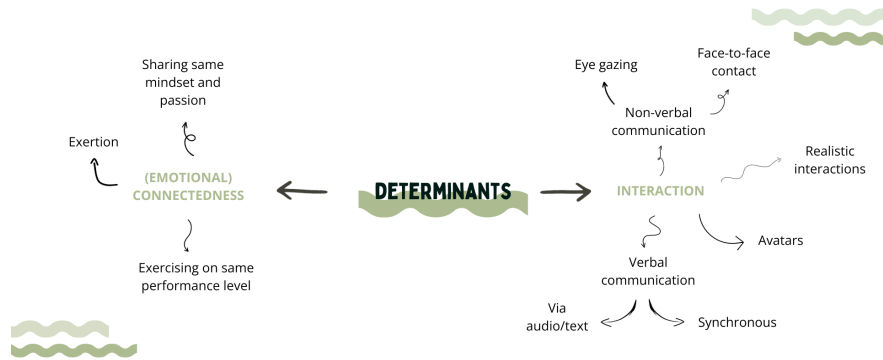 DETERMINANTS
(EMOTIONAL)
CONNECTEDNESS
Sharing same
mindset and
passion
Exertion
Exercising on same
performance level
INTERACTION
Non-verbal
communication
Eye gazing
Face-to-face
contact
Realistic
interactions
Avatars
Verbal
communication
Via
audio/text
Synchronous